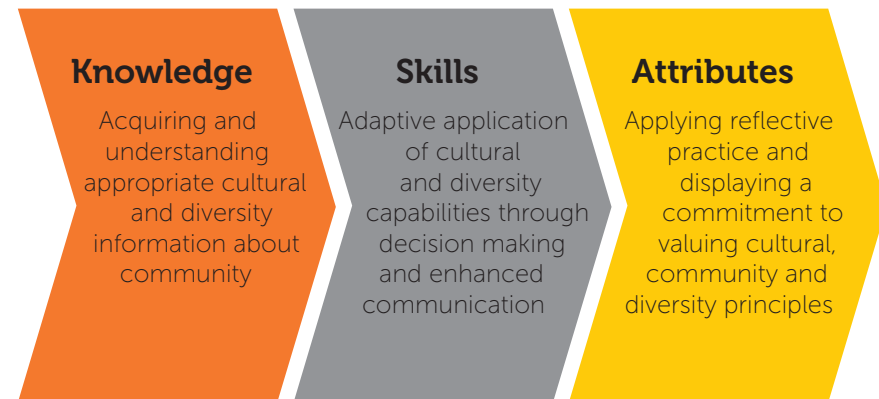 Knowledge
Acquiring and
understanding
appropriate cultural
and diversity
information about
community
Skills
Adaptive application
of cultural
and diversity
capabilities through
decision making
and enhanced
communication
Attributes
Applying reflective
practice and
displaying a
commitment to
valuing cultural,
community and
diversity principles